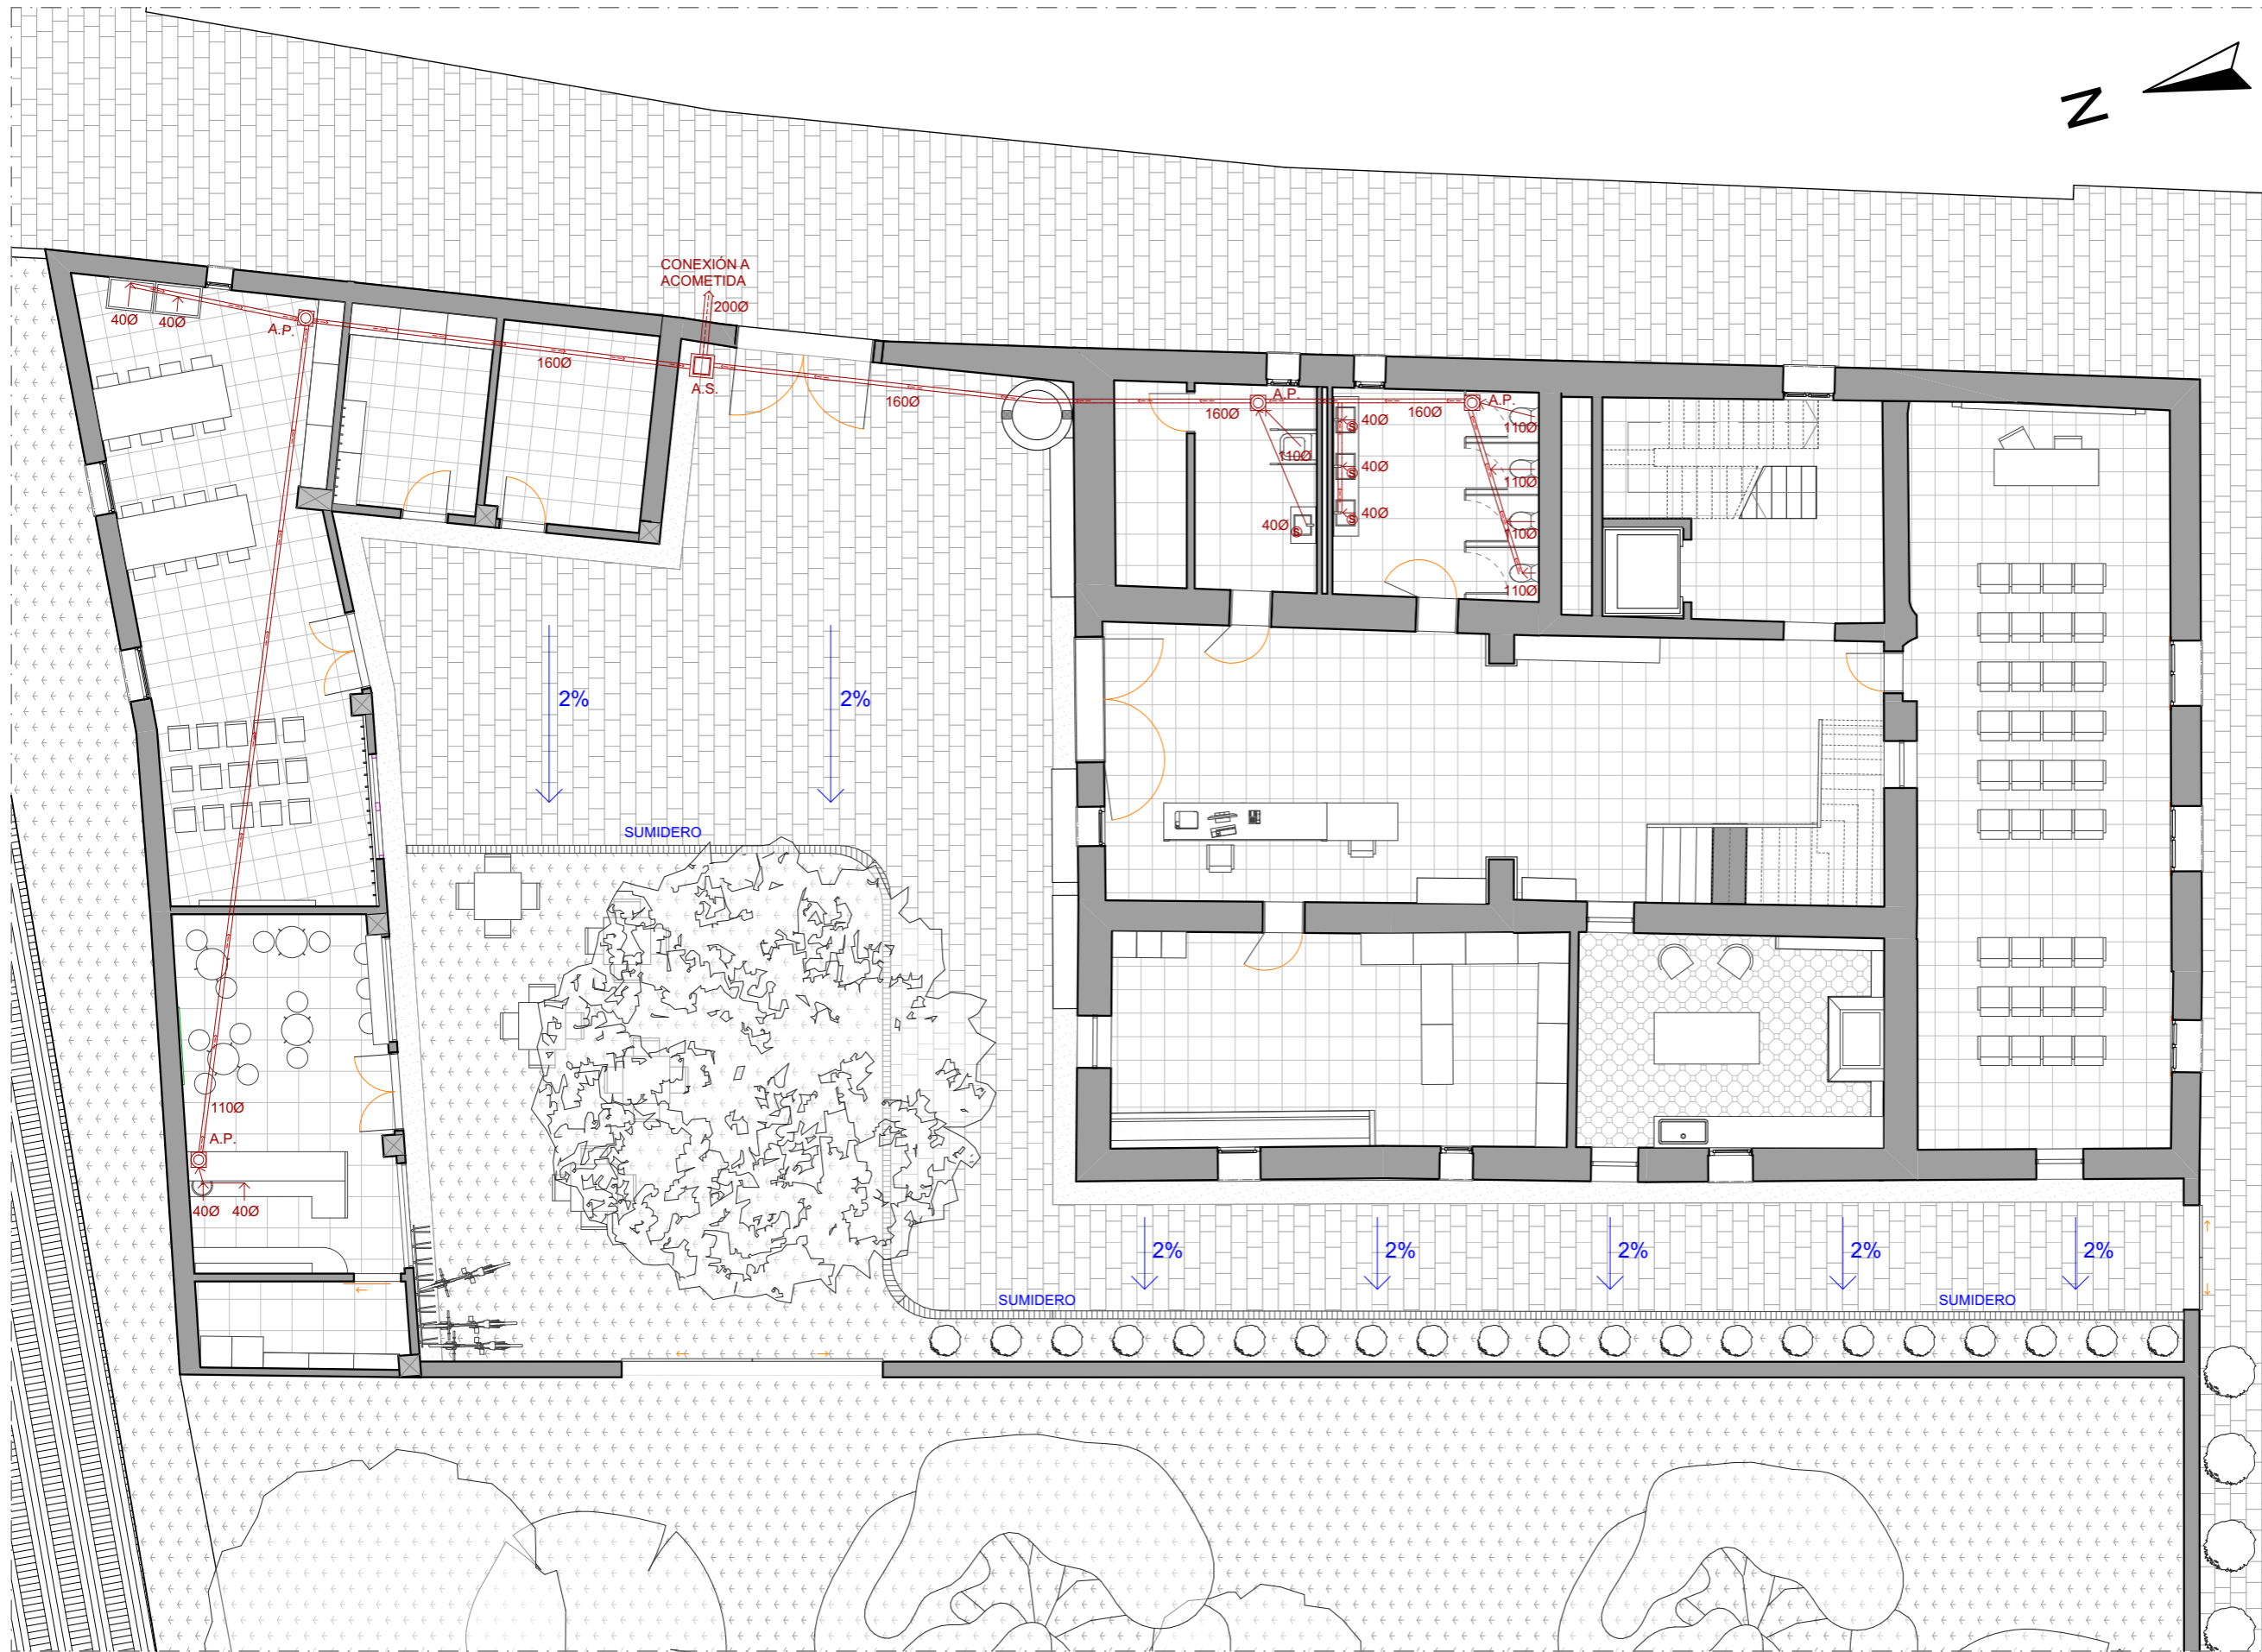 N
CONEXIÓN A
ACOMETIDA
200Ø
40Ø
40Ø
A.P.
160Ø
A.S.
160Ø
160Ø
A.P.
40Ø
160Ø
A.P.
110Ø
110Ø
40Ø
110Ø
40Ø
S
40Ø
S
110Ø
110Ø
S
S
2%
2%
SUMIDERO
110Ø
A.P.
40Ø
40Ø
2%
2%
2%
2%
2%
SUMIDERO
SUMIDERO